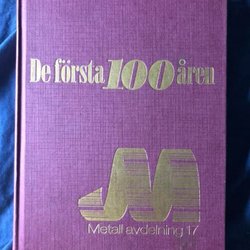 De första 100 åren
Metall avdelning 17